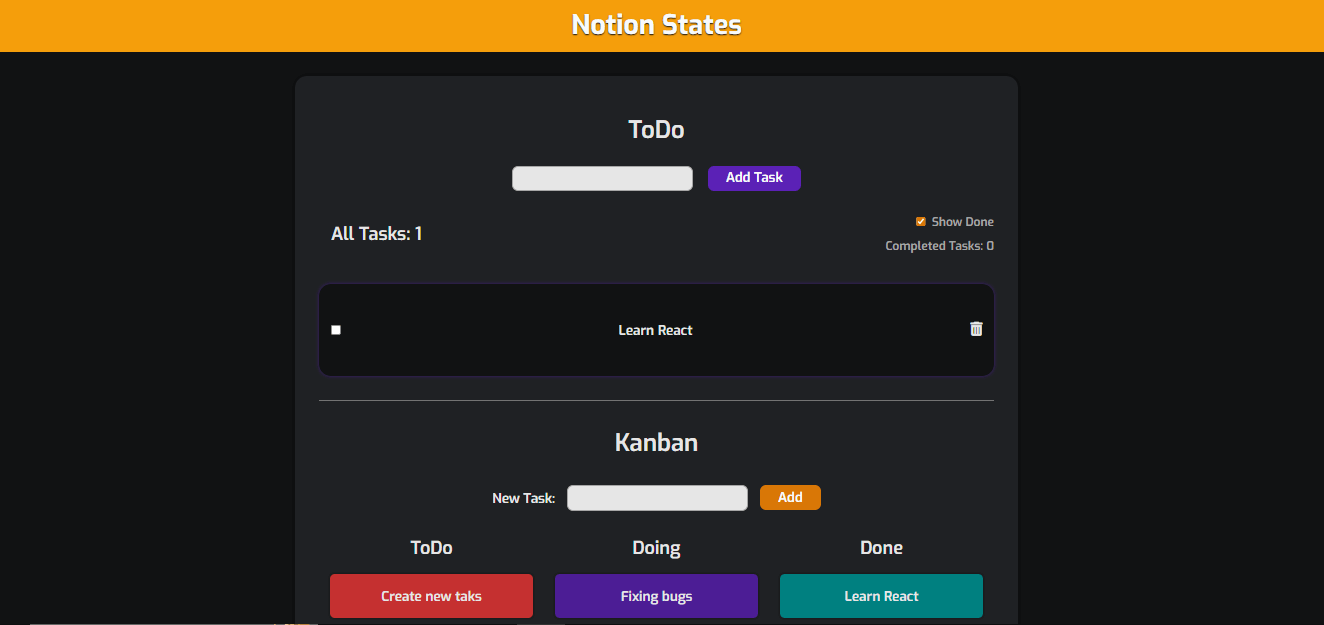 Notion States
ToDo
Add Task
All Tasks: 1
Show Done
Completed Tasks: 0
Learn React
Kanban
New Task:
Add
ToDo
Doing
Done
Create new taks
Fixing bugs
Learn React